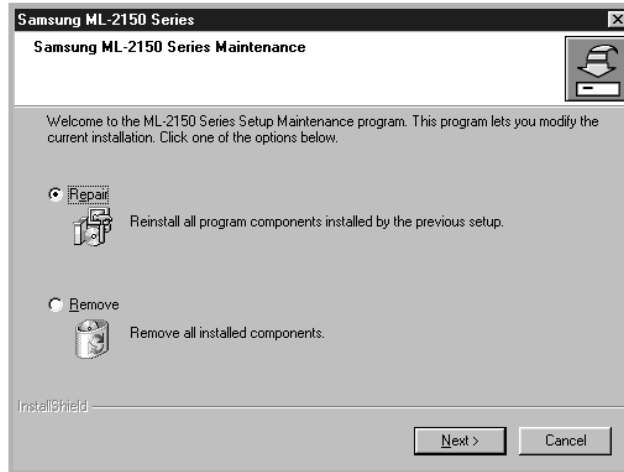 Samsung ML-2150 Series
Samsung ML-2150 Series Maintenance
Welcome to the ML-2150 Series Setup Maintenance program. This program lets you modify the
current installation. Click one of the options below.
Repair
Reinstall all program components installed by the previous setup.
Remove
Remove all installed components.
InstallShield
Next >
Cancel